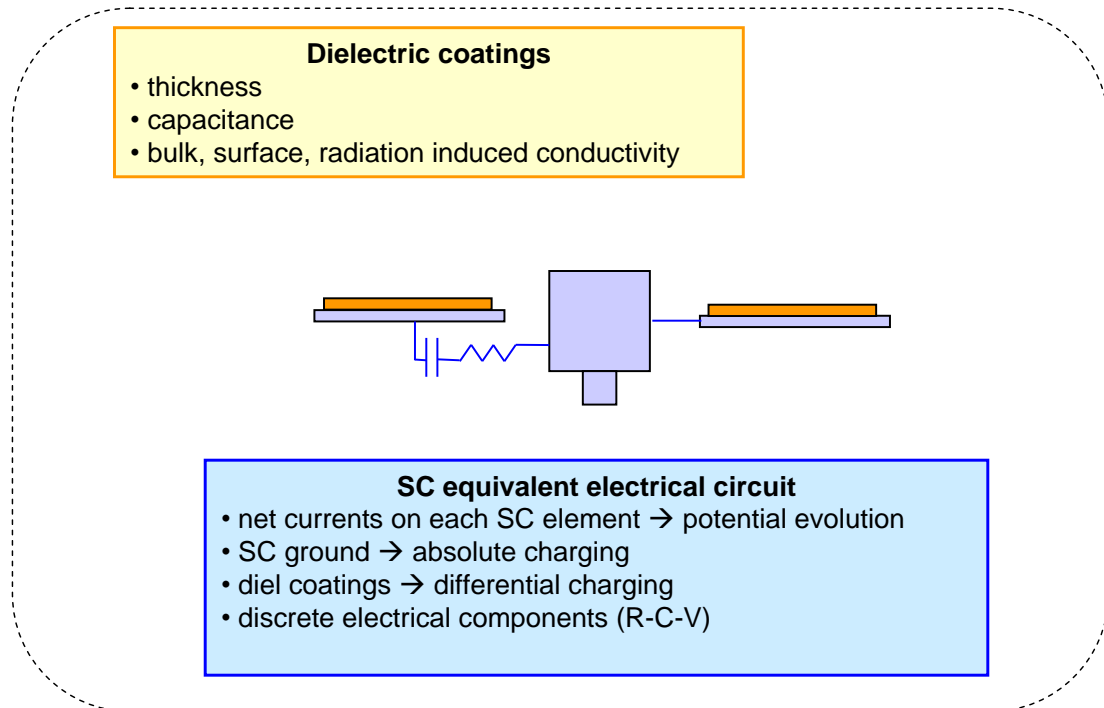 Dielectric coatings
• thickness
• capacitance
• bulk, surface, radiation induced conductivity
SC equivalent electrical circuit
• net currents on each SC element → potential evolution
• SC ground → absolute charging
• diel coatings → differential charging
• discrete electrical components (R-C-V)